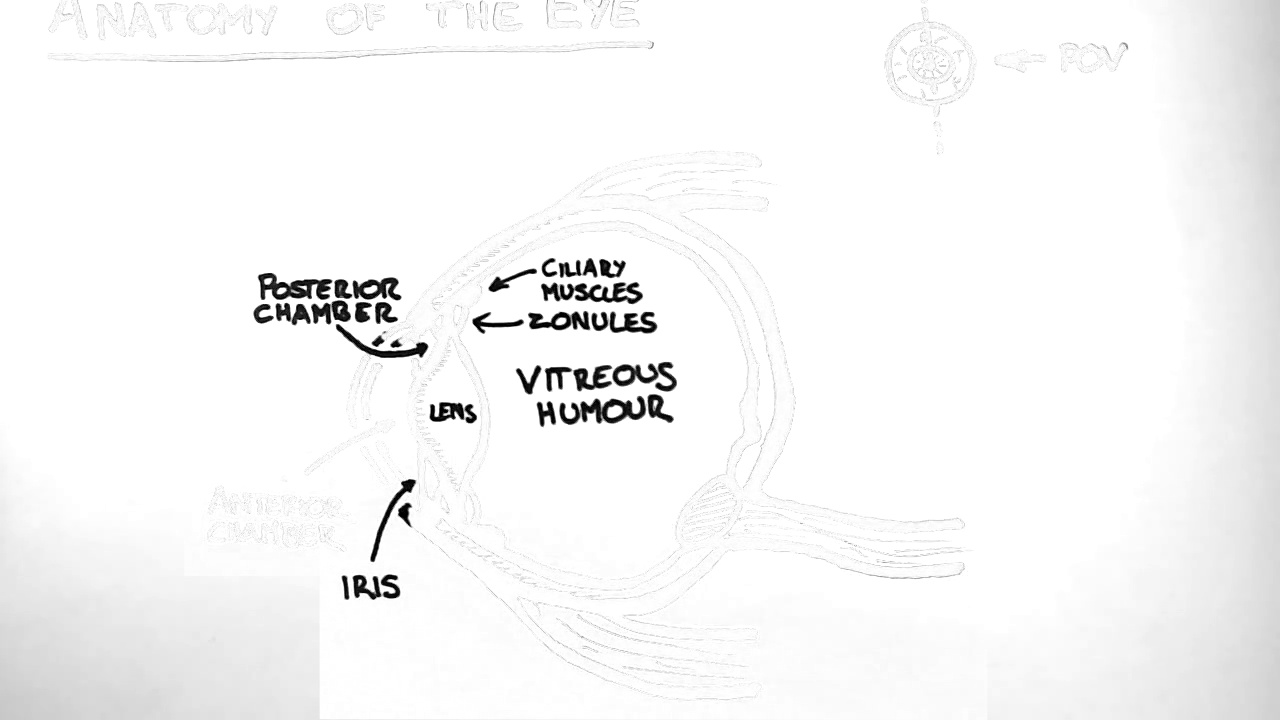 ANATOMY OF THE EYE
POV
CILIARY
MUSCLES
POSTERIOR
CHAMBER
ZONULES
VITREOUS
HUMOUR
LENS
ANTERIOR
CHAMBER
IRIS